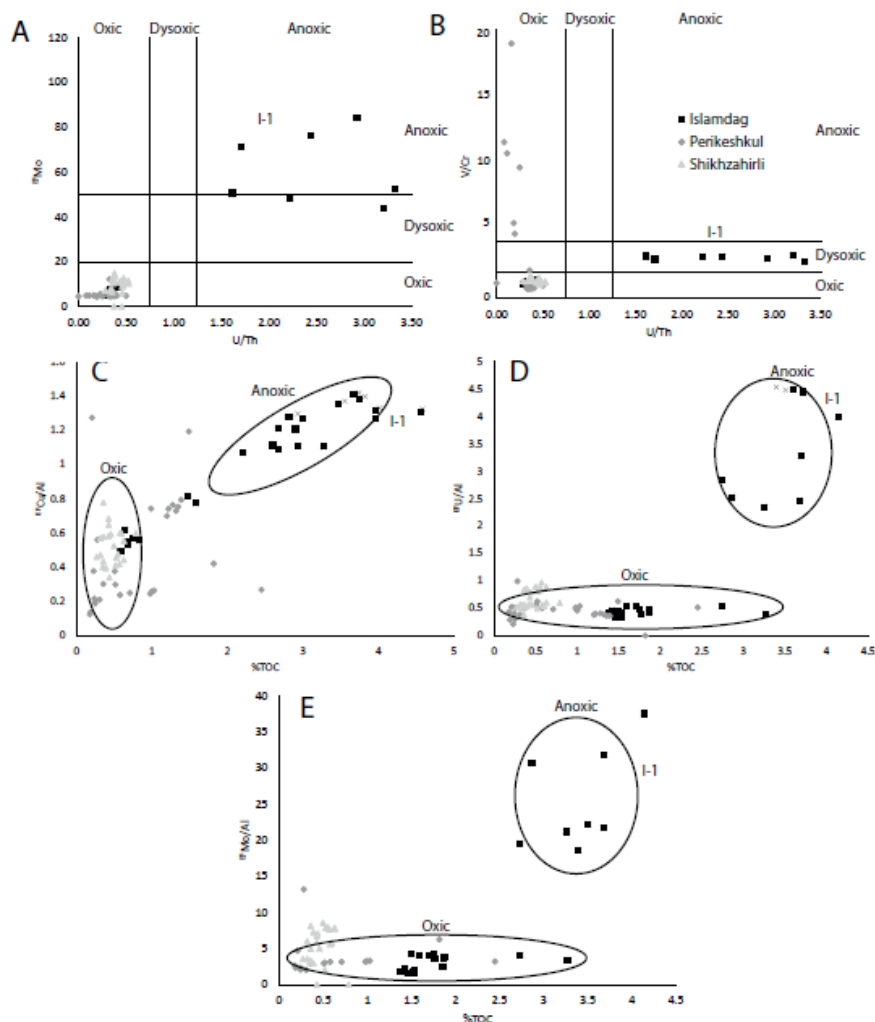 A
Oxic Dysoxic Anoxic
120
100
80
60
40
20
0
I-1
Anoxic
Dysoxic
Oxic
0.00 0.50 1.00 1.50 2.00 2.50 3.00 3.50
U/Th
B
Oxic Dysoxic Anoxic
V/Cr
20
15
10
5
0
Islamdag
Perikeshkul
Shikhzahirli
Anoxic
I-1
Dysoxic
Oxic
0.00 0.50 1.00 1.50 2.00 2.50 3.00 3.50
U/Th
C
1.4
1.2
1
0.8
0.6
0.4
0.2
0
Anoxic
I-1
Oxic
0 1 2 3 4 5
%TOC
D
5
4.5
4
3.5
3
2.5
2
1.5
1
0.5
0
Anoxic
I-1
Oxic
0 0.5 1 1.5 2 2.5 3 3.5 4 4.5
%TOC
E
40
35
30
25
20
15
10
5
0
Anoxic
I-1
Oxic
0 0.5 1 1.5 2 2.5 3 3.5 4 4.5
%TOC